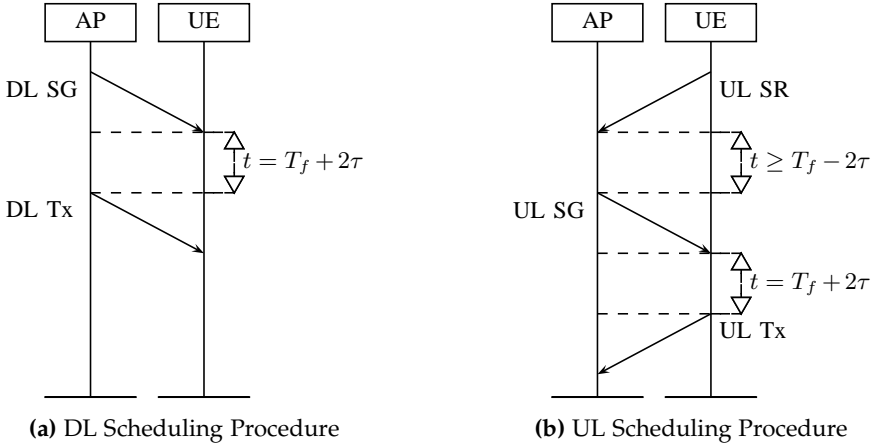 AP UE
DL SG
t = T_f + 2τ
DL Tx
(a) DL Scheduling Procedure
AP UE
UL SR
t ≥ T_f − 2τ
UL SG
t = T_f + 2τ
UL Tx
(b) UL Scheduling Procedure